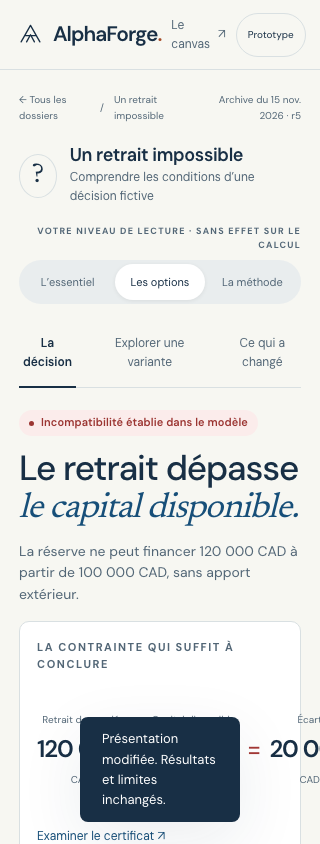 AlphaForge.
Le canvas ↗
Prototype
← Tous les dossiers
/
Un retrait impossible
Archive du 15 nov. 2026 · r5
?
Un retrait impossible
Comprendre les conditions d'une
décision fictive
VOTRE NIVEAU DE LECTURE · SANS EFFET SUR LE
CALCUL
L'essentiel
Les options
La méthode
La décision
Explorer une variante
Ce qui a changé
Incompatibilité établie dans le modèle
Le retrait dépasse
le capital disponible.
La réserve ne peut financer 120 000 CAD à
partir de 100 000 CAD, sans apport
extérieur.
LA CONTRAINTE QUI SUFFIT À
CONCLURE
Retrait
120
=
20 0
CAD
Présentation
modifiée. Résultats
et limites
inchangés.
Examiner le certificat ↗